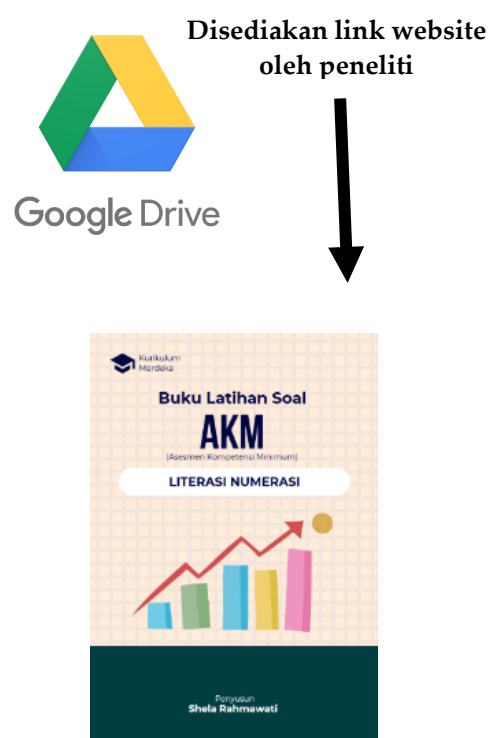 Disediakan link website
oleh peneliti
Google Drive
Kurikulum
Merdeka
Buku Latihan Soal
AKM
(Asesmen Kompetensi Minimum)
LITERASI NUMERASI
Penyusun
Shela Rahmawati